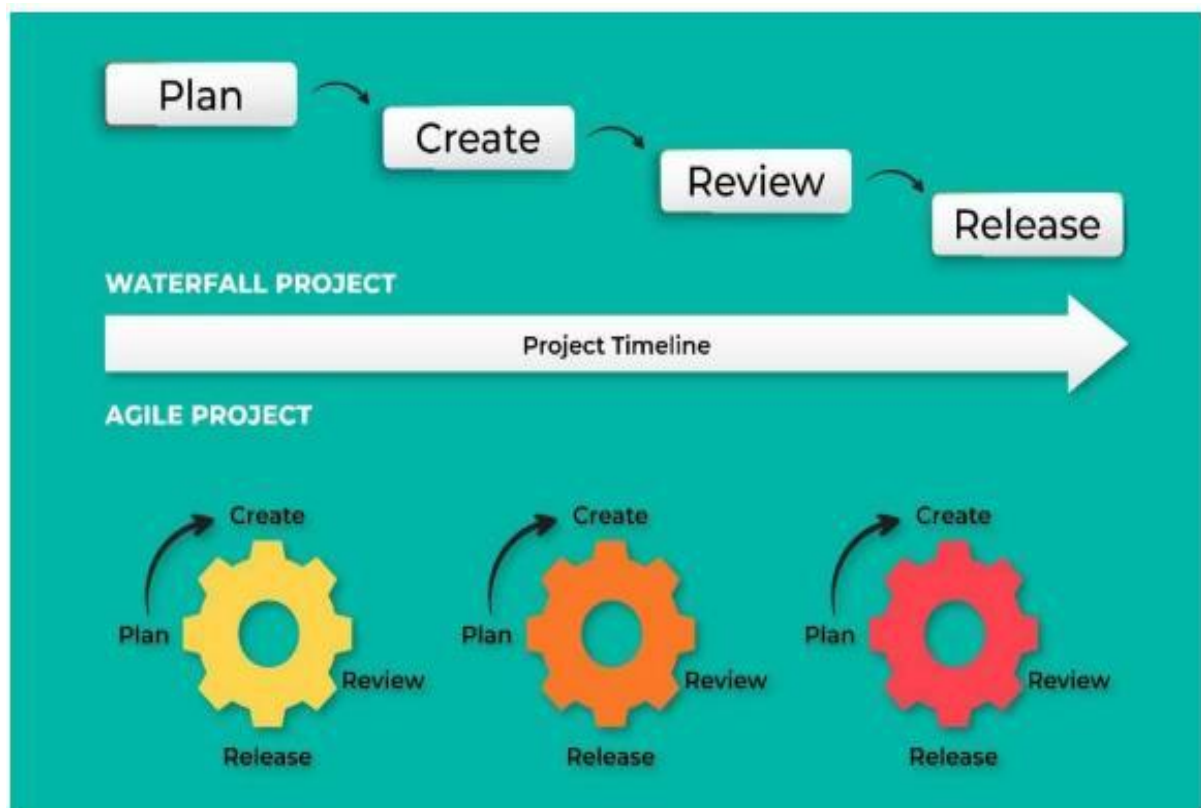 Plan
Create
Review
Release
WATERFALL PROJECT
Project Timeline
AGILE PROJECT
Create
Plan
Review
Release
Create
Plan
Review
Release
Create
Plan
Review
Release